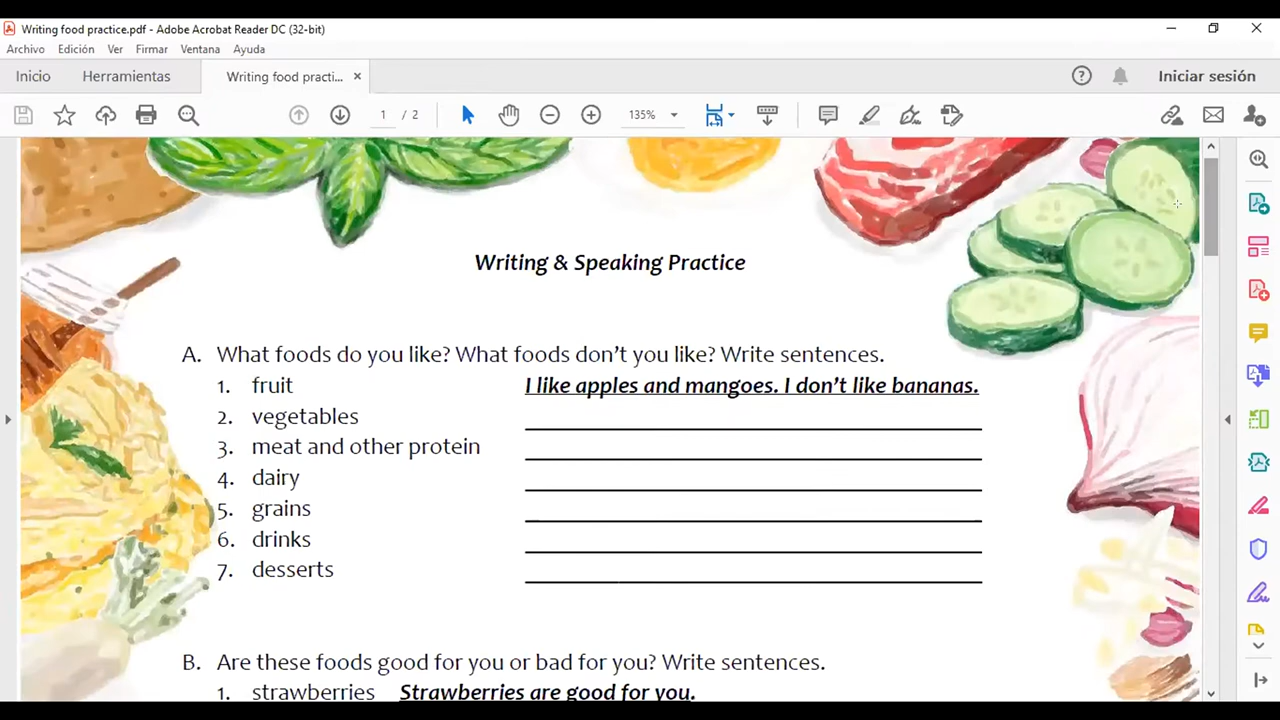 Writing food practice.pdf - Adobe Acrobat Reader DC (32-bit)
Archivo Edición Ver Firmar Ventana Ayuda
Inicio Herramientas Writing food practi... Iniciar sesión
1 / 2 135%
Writing & Speaking Practice
A. What foods do you like? What foods don't you like? Write sentences.
1. fruit I like apples and mangoes. I don't like bananas.
2. vegetables
3. meat and other protein
4. dairy
5. grains
6. drinks
7. desserts
B. Are these foods good for you or bad for you? Write sentences.
1. strawberries Strawberries are good for you.